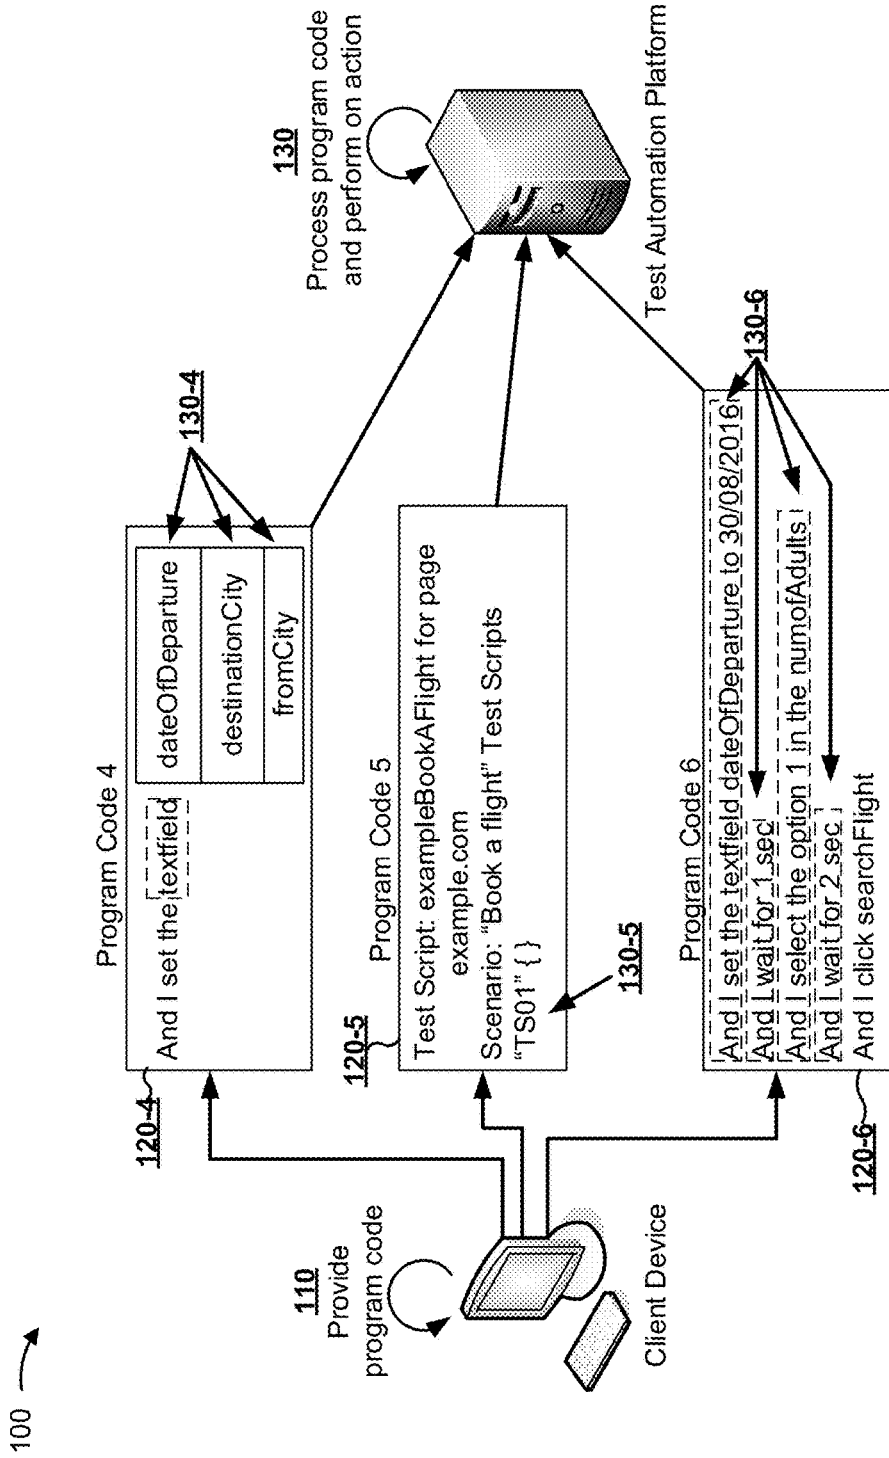 100
110
Provide
program code
Client Device
120-4
Program Code 4
And I set the textfield
dateOfDeparture
destinationCity
fromCity
130-4
120-5
Program Code 5
Test Script: exampleBookAFlight for page
example.com
Scenario: “Book a flight” Test Scripts
“TS01” { }
130-5
120-6
Program Code 6
And I set the textfield dateOfDeparture to 30/08/2016
And I wait for 1 sec
And I select the option 1 in the numofAdults
And I wait for 2 sec
And I click searchFlight
130-6
130
Process program code
and perform on action
Test Automation Platform